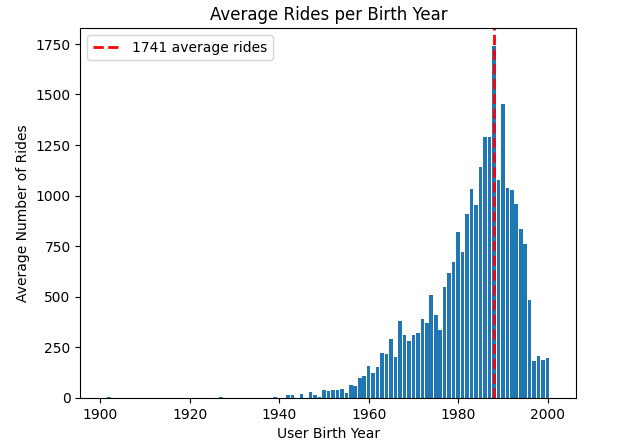 Average Rides per Birth Year
1741 average rides
1750
1500
1250
1000
750
500
250
0
Average Number of Rides
1900 1920 1940 1960 1980 2000
User Birth Year